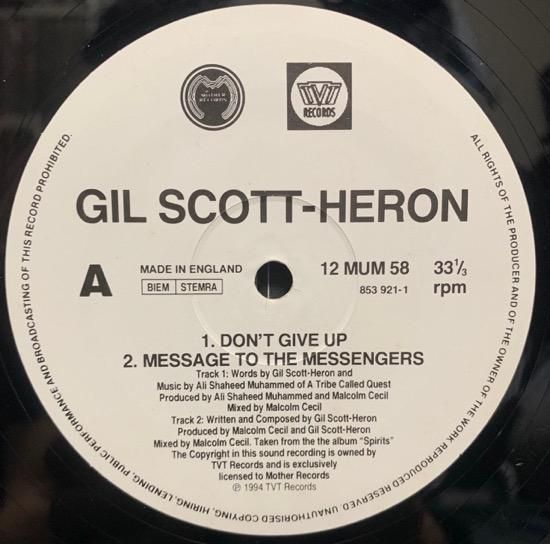 MOTHER
RECORDS
TVT
RECORDS
GIL SCOTT-HERON
A
MADE IN ENGLAND
BIEM STEMRA
12 MUM 58
853 921-1
33⅓
rpm
1. DON'T GIVE UP
2. MESSAGE TO THE MESSENGERS
Track 1: Words by Gil Scott-Heron and
Music by Ali Shaheed Muhammed of A Tribe Called Quest
Produced by Ali Shaheed Muhammed and Malcolm Cecil
Mixed by Malcolm Cecil
Track 2: Written and Composed by Gil Scott-Heron
Produced by Malcolm Cecil and Gil Scott-Heron
Mixed by Malcolm Cecil. Taken from the the album “Spirits”
The Copyright in this sound recording is owned by
TVT Records and is exclusively
licensed to Mother Records
℗ 1994 TVT Records
ALL RIGHTS OF THE PRODUCER AND OF THE OWNER OF THE WORK REPRODUCED RESERVED. UNAUTHORISED COPYING, HIRING, LENDING, PUBLIC PERFORMANCE AND BROADCASTING OF THIS RECORD PROHIBITED.